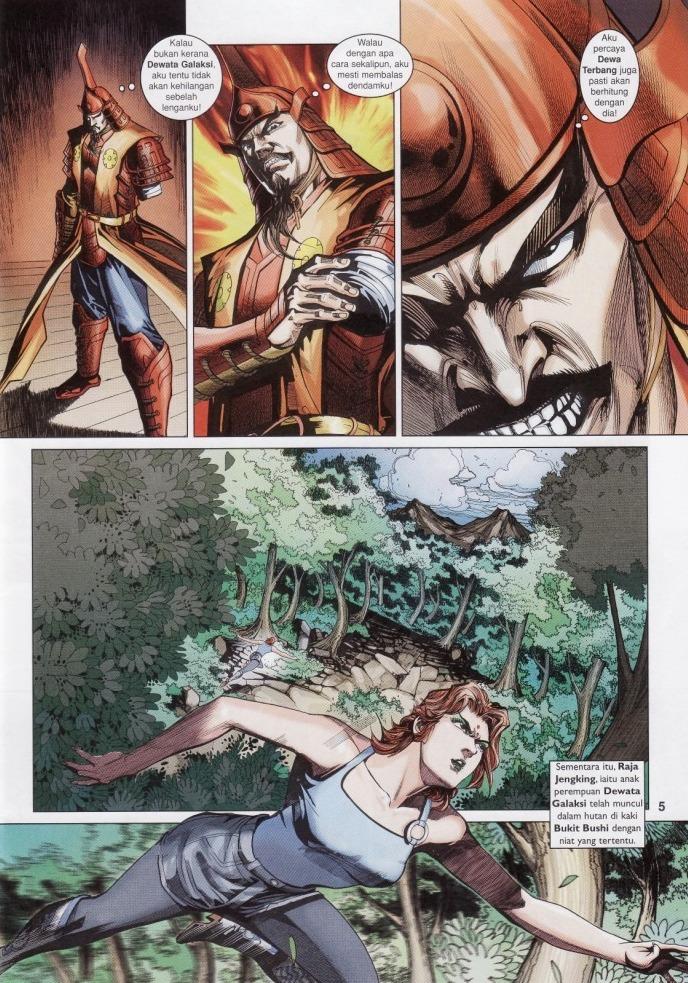 Kalau
bukan kerana
Dewata Galaksi,
aku tentu tidak
akan kehilangan
sebelah
lenganku!
Walau
dengan apa
cara sekalipun, aku
mesti membalas
dendamku!
Aku
percaya
Dewa
Terbang juga
pasti akan
berhitung
dengan
dia!
Sementara itu, Raja
Jengking, iaitu anak
perempuan Dewata
Galaksi telah muncul
dalam hutan di kaki
Bukit Bushi dengan
niat yang tertentu.
5